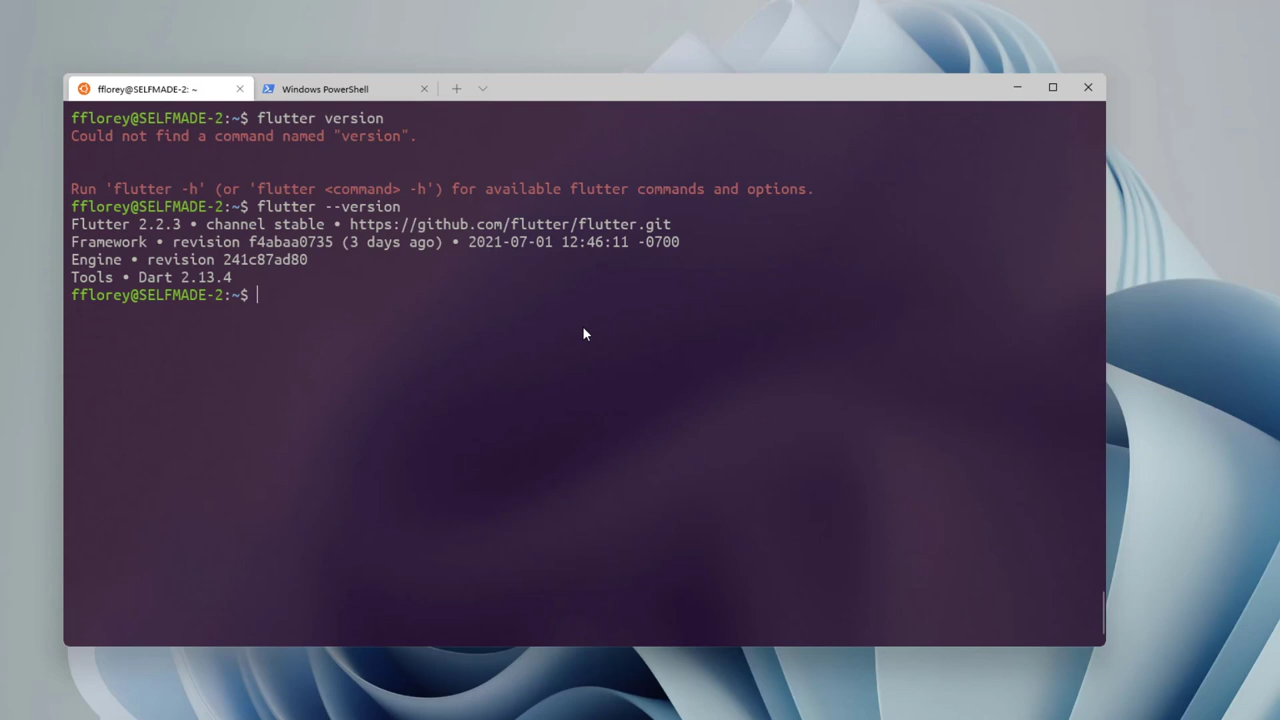 fflorey@SELFMADE-2: ~
Windows PowerShell
fflorey@SELFMADE-2:~$ flutter version
Could not find a command named "version".
Run 'flutter -h' (or 'flutter <command> -h') for available flutter commands and options.
fflorey@SELFMADE-2:~$ flutter --version
Flutter 2.2.3 • channel stable • https://github.com/flutter/flutter.git
Framework • revision f4abaa0735 (3 days ago) • 2021-07-01 12:46:11 -0700
Engine • revision 241c87ad80
Tools • Dart 2.13.4
fflorey@SELFMADE-2:~$